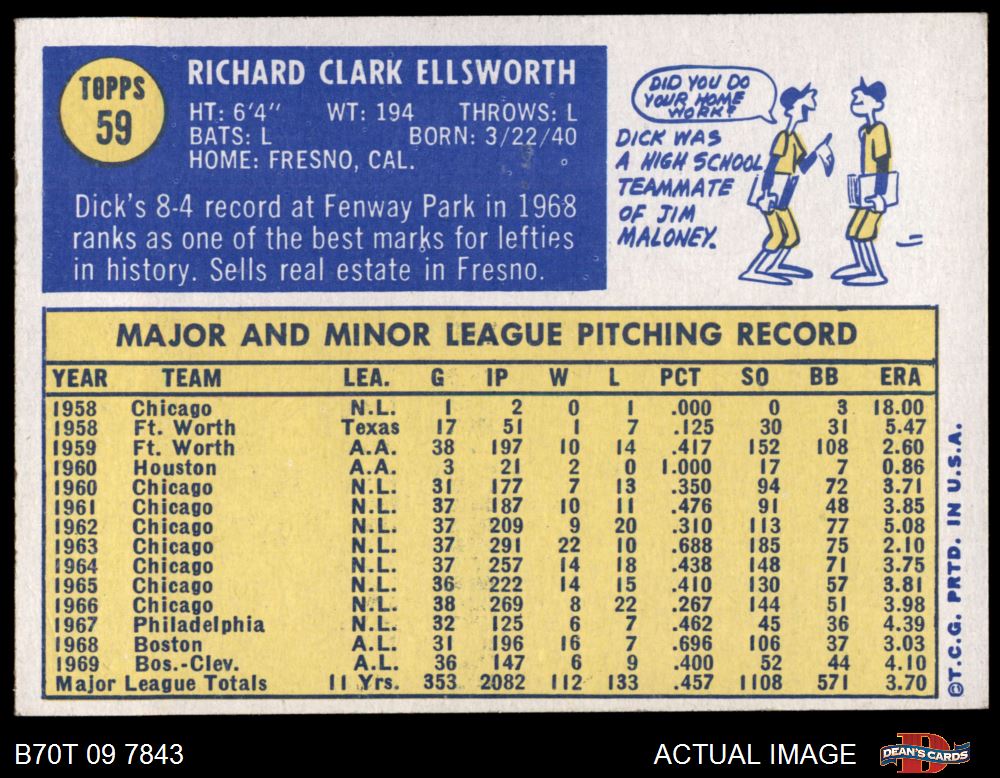 TOPPS
59
RICHARD CLARK ELLSWORTH
HT: 6'4" WT: 194 THROWS: L
BATS: L BORN: 3/22/40
HOME: FRESNO, CAL.
Dick's 8-4 record at Fenway Park in 1968
ranks as one of the best marks for lefties
in history. Sells real estate in Fresno.
DID YOU DO
YOUR HOME
WORK?
DICK WAS
A HIGH SCHOOL
TEAMMATE
OF JIM
MALONEY.
MAJOR AND MINOR LEAGUE PITCHING RECORD
YEAR TEAM LEA. G IP W L PCT SO BB ERA
1958 Chicago N.L. 1 2 0 1 .000 0 3 18.00
1958 Ft. Worth Texas 17 51 1 7 .125 30 31 5.47
1959 Ft. Worth A.A. 38 197 10 14 .417 152 108 2.60
1960 Houston A.A. 3 21 2 0 1.000 17 7 0.86
1960 Chicago N.L. 31 177 7 13 .350 94 72 3.71
1961 Chicago N.L. 37 187 10 11 .476 91 48 3.85
1962 Chicago N.L. 37 209 9 20 .310 113 77 5.08
1963 Chicago N.L. 37 291 22 10 .688 185 75 2.10
1964 Chicago N.L. 37 257 14 18 .438 148 71 3.75
1965 Chicago N.L. 36 222 14 15 .410 130 57 3.81
1966 Chicago N.L. 38 269 8 22 .267 144 51 3.98
1967 Philadelphia N.L. 32 125 6 7 .462 45 36 4.39
1968 Boston A.L. 31 196 16 7 .696 106 37 3.03
1969 Bos.-Clev. A.L. 36 147 6 9 .400 52 44 4.10
Major League Totals 11 Yrs. 353 2082 112 133 .457 1108 571 3.70
©T.C.G. PRTD. IN U.S.A.
B70T 09 7843
ACTUAL IMAGE
DEAN'S CARDS